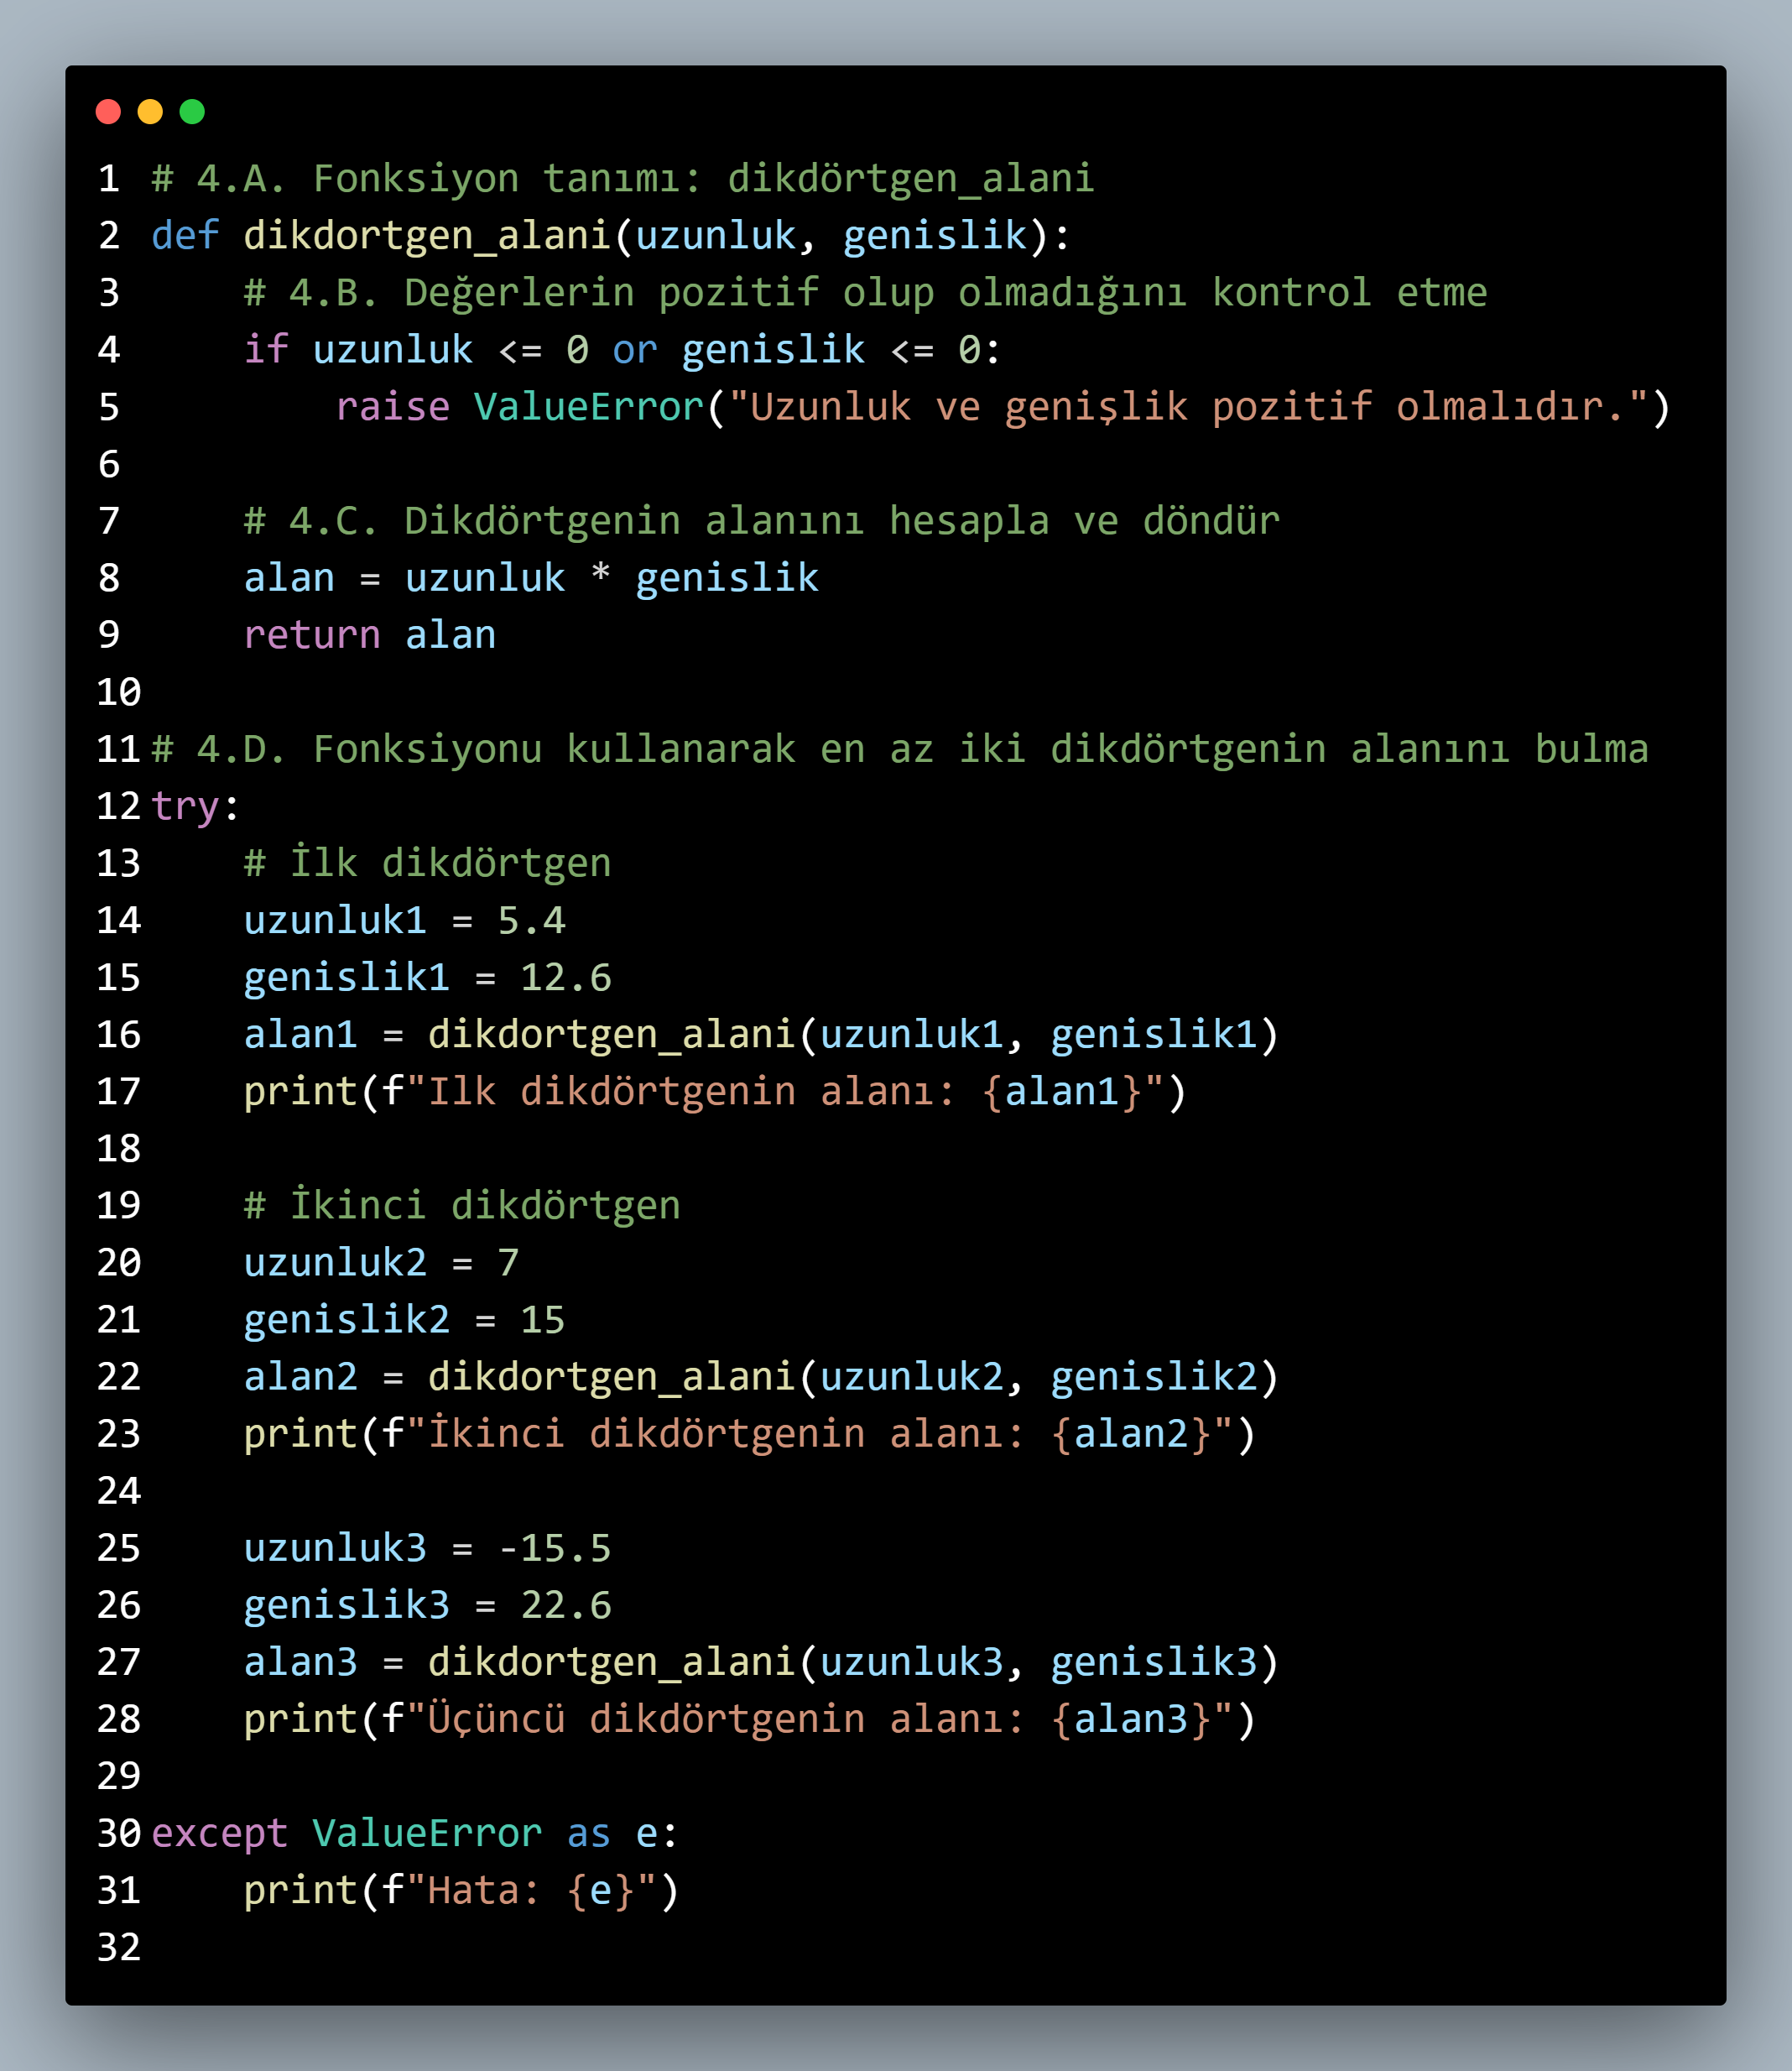 1 # 4.A. Fonksiyon tanımı: dikdörtgen_alani
2 def dikdortgen_alani(uzunluk, genislik):
3     # 4.B. Değerlerin pozitif olup olmadığını kontrol etme
4     if uzunluk <= 0 or genislik <= 0:
5         raise ValueError("Uzunluk ve genişlik pozitif olmalıdır.")
6
7     # 4.C. Dikdörtgenin alanını hesapla ve döndür
8     alan = uzunluk * genislik
9     return alan
10
11 # 4.D. Fonksiyonu kullanarak en az iki dikdörtgenin alanını bulma
12 try:
13     # İlk dikdörtgen
14     uzunluk1 = 5.4
15     genislik1 = 12.6
16     alan1 = dikdortgen_alani(uzunluk1, genislik1)
17     print(f"Ilk dikdörtgenin alanı: {alan1}")
18
19     # İkinci dikdörtgen
20     uzunluk2 = 7
21     genislik2 = 15
22     alan2 = dikdortgen_alani(uzunluk2, genislik2)
23     print(f"İkinci dikdörtgenin alanı: {alan2}")
24
25     uzunluk3 = -15.5
26     genislik3 = 22.6
27     alan3 = dikdortgen_alani(uzunluk3, genislik3)
28     print(f"Üçüncü dikdörtgenin alanı: {alan3}")
29
30 except ValueError as e:
31     print(f"Hata: {e}")
32